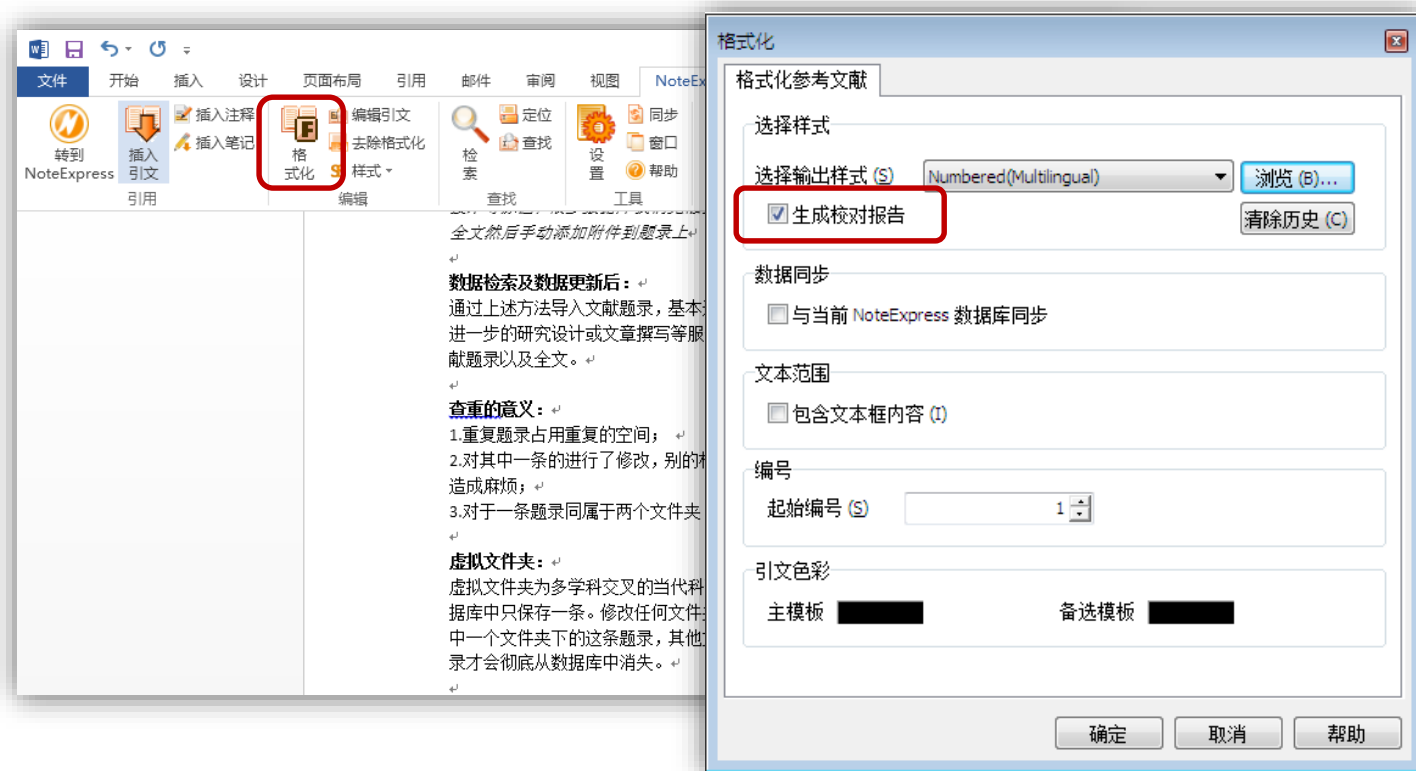 文件 开始 插入 设计 页面布局 引用 邮件 审阅 视图 NoteEx
转到
NoteExpress
插入
引文
插入注释
插入笔记
引用
格
式化
编辑引文
去除格式化
样式
编辑
检
索
定位
查找
查找
设
置
同步
窗口
帮助
工具
全文然后手动添加附件到题录上
数据检索及数据更新后：
通过上述方法导入文献题录，基本
进一步的研究设计或文章撰写等服
献题录以及全文。
查重的意义：
1.重复题录占用重复的空间；
2.对其中一条的进行了修改，别的
造成麻烦；
3.对于一条题录同属于两个文件夹
虚拟文件夹：
虚拟文件夹为多学科交叉的当代科
据库中只保存一条。修改任何文件
中一个文件夹下的这条题录，其他
录才会彻底从数据库中消失。
格式化
格式化参考文献
选择样式
选择输出样式 (S) Numbered(Multilingual) 浏览 (B)...
生成校对报告 清除历史 (C)
数据同步
与当前 NoteExpress 数据库同步
文本范围
包含文本框内容 (I)
编号
起始编号 (S) 1
引文色彩
主模板 备选模板
确定 取消 帮助